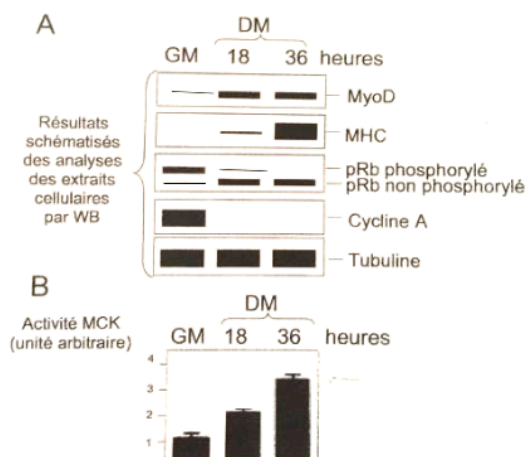 A
DM
GM 18 36 heures
Résultats
schématisés
des analyses
des extraits
cellulaires
par WB
MyoD
MHC
pRb phosphorylé
pRb non phosphorylé
Cycline A
Tubuline
B
Activité MCK
(unité arbitraire)
DM
GM 18 36 heures
4
3
2
1